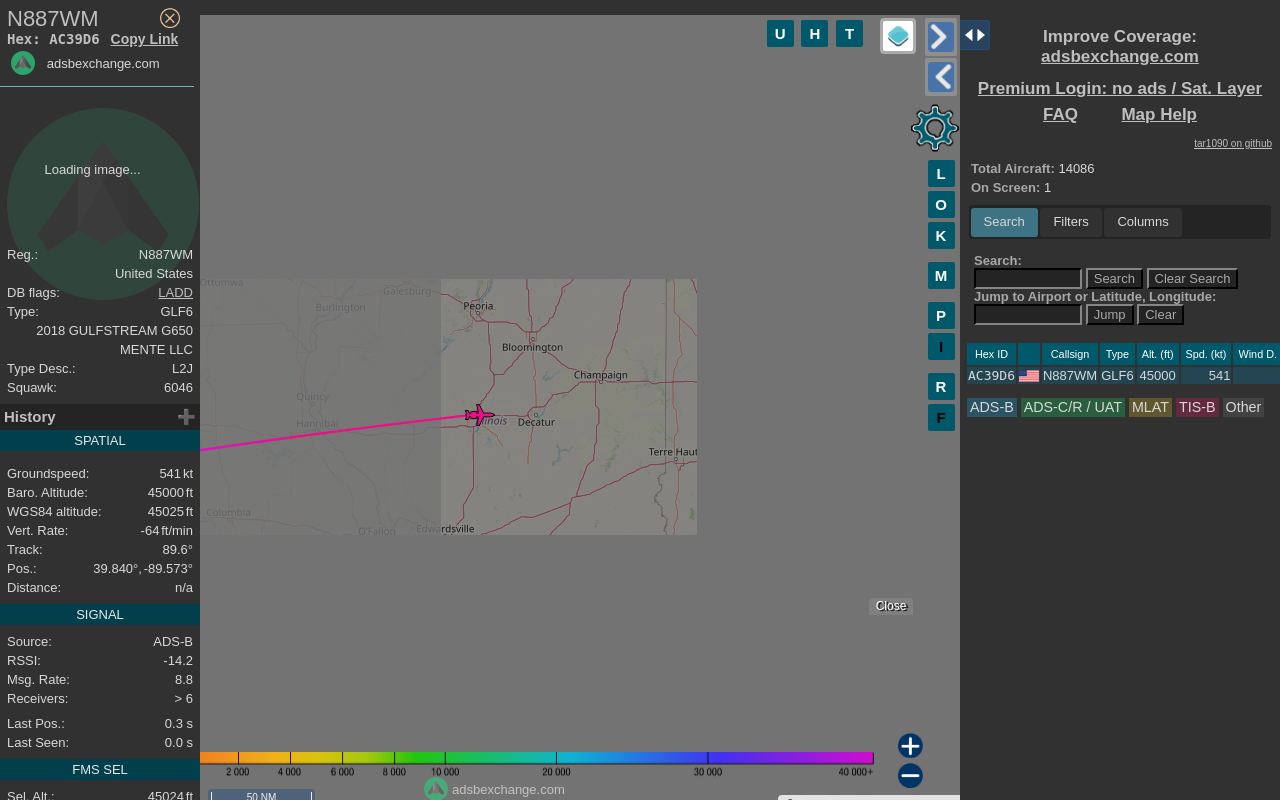 N887WM
Hex: AC39D6 Copy Link
adsbexchange.com
Loading image...
Reg.: N887WM
United States
DB flags: LADD
Type: GLF6
2018 GULFSTREAM G650
MENTE LLC
Type Desc.: L2J
Squawk: 6046
History
SPATIAL
Groundspeed: 541 kt
Baro. Altitude: 45000 ft
WGS84 altitude: 45025 ft
Vert. Rate: -64 ft/min
Track: 89.6°
Pos.: 39.840°, -89.573°
Distance: n/a
SIGNAL
Source: ADS-B
RSSI: -14.2
Msg. Rate: 8.8
Receivers: > 6
Last Pos.: 0.3 s
Last Seen: 0.0 s
FMS SEL
Sel. Alt.: 45024 ft
U H T
L
O
K
M
P
I
R
F
Ottumwa
Galesburg
Burlington
Peoria
Bloomington
Champaign
Quincy
Hannibal
Decatur
Terre Haut
Columbia
O'Fallon
Edwardsville
Close
2 000 4 000 6 000 8 000 10 000 20 000 30 000 40 000+
adsbexchange.com
50 NM
Improve Coverage:
adsbexchange.com
Premium Login: no ads / Sat. Layer
FAQ Map Help
tar1090 on github
Total Aircraft: 14086
On Screen: 1
Search Filters Columns
Search:
Search Clear Search
Jump to Airport or Latitude, Longitude:
Jump Clear
Hex ID Callsign Type Alt. (ft) Spd. (kt) Wind D.
AC39D6 N887WM GLF6 45000 541
ADS-B ADS-C/R / UAT MLAT TIS-B Other